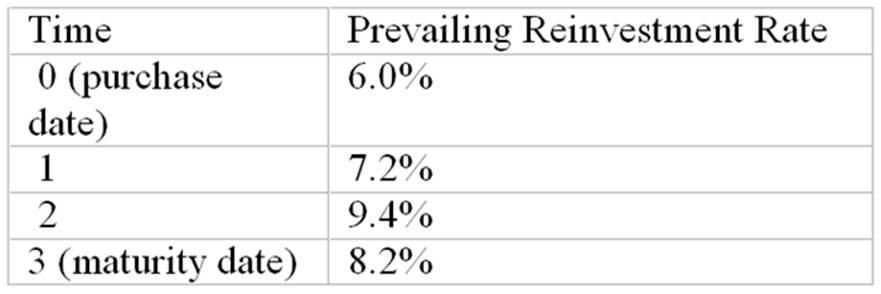 Time
Prevailing Reinvestment Rate
0 (purchase
date)
6.0%
1
7.2%
2
9.4%
3 (maturity date)
8.2%